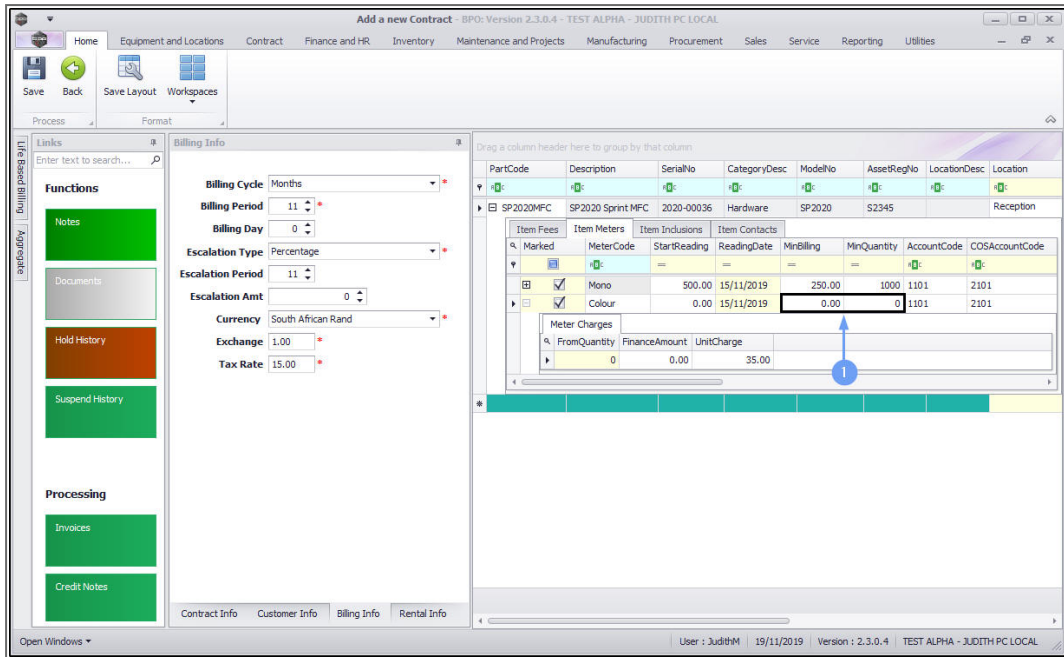 Add a new Contract - BPO: Version 2.3.0.4 - TEST ALPHA - JUDITH PC LOCAL
Home Equipment and Locations Contract Finance and HR Inventory Maintenance and Projects Manufacturing Procurement Sales Service Reporting Utilities
Save Back Save Layout Workspaces
Process Format
Life Based Billing
Aggregate
Links
Enter text to search...
Functions
Notes
Documents
Hold History
Suspend History
Processing
Invoices
Credit Notes
Billing Info
Billing Cycle Months *
Billing Period 11 *
Billing Day 0
Escalation Type Percentage *
Escalation Period 11
Escalation Amt 0
Currency South African Rand *
Exchange 1.00 *
Tax Rate 15.00 *
Contract Info Customer Info Billing Info Rental Info
Drag a column header here to group by that column
PartCode Description SerialNo CategoryDesc ModelNo AssetRegNo LocationDesc Location
SP2020MFC SP2020 Sprint MFC 2020-00036 Hardware SP2020 S2345 Reception
Item Fees Item Meters Item Inclusions Item Contacts
Marked MeterCode StartReading ReadingDate MinBilling MinQuantity AccountCode COSAccountCode
= = = =
Mono 500.00 15/11/2019 250.00 1000 1101 2101
Colour 0.00 15/11/2019 0.00 0 1101 2101
Meter Charges
FromQuantity FinanceAmount UnitCharge
0 0.00 35.00
1
Open Windows User : JudithM 19/11/2019 Version : 2.3.0.4 TEST ALPHA - JUDITH PC LOCAL